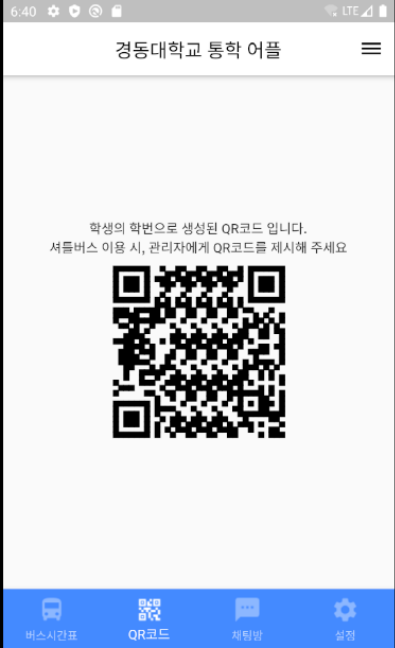 6:40 LTE
경동대학교 통학 어플
학생의 학번으로 생성된 QR코드 입니다.
셔틀버스 이용 시, 관리자에게 QR코드를 제시해 주세요
버스시간표 QR코드 채팅방 설정